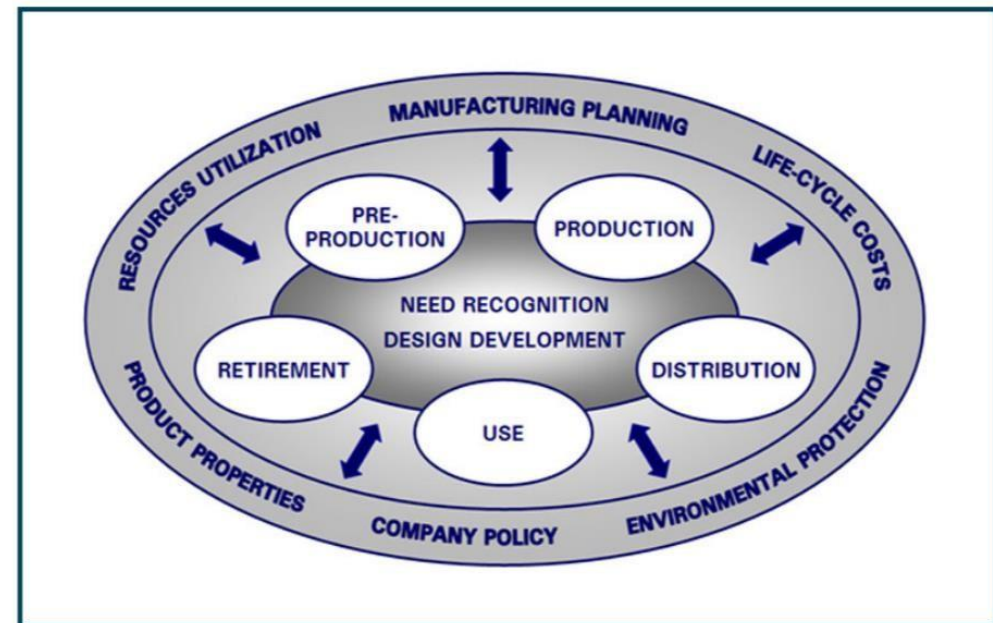 MANUFACTURING PLANNING
RESOURCES UTILIZATION
LIFE-CYCLE COSTS
PRE-
PRODUCTION
PRODUCTION
NEED RECOGNITION
DESIGN DEVELOPMENT
RETIREMENT
DISTRIBUTION
USE
PRODUCT PROPERTIES
COMPANY POLICY
ENVIRONMENTAL PROTECTION